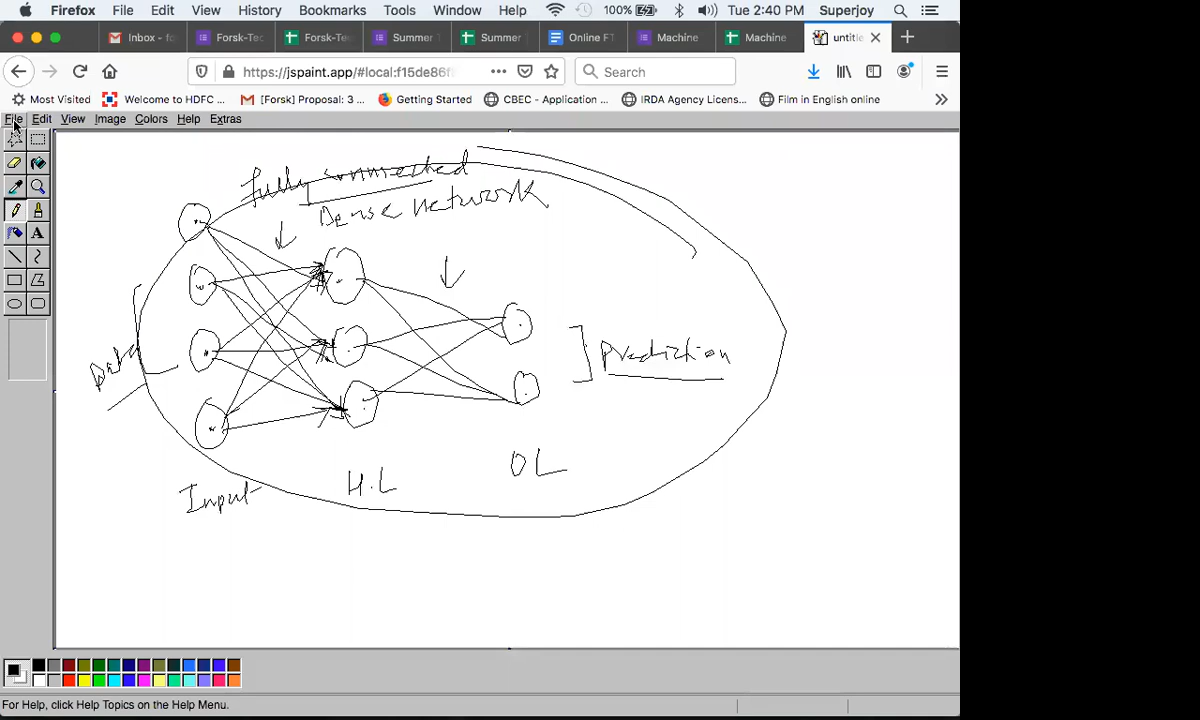 Firefox File Edit View History Bookmarks Tools Window Help 100% Tue 2:40 PM Superjoy
Inbox - fo Forsk-Tec Forsk-Te Summer T Summer Online FT Machine Machine untitle
https://jspaint.app/#local:f15de86f Search
Most Visited Welcome to HDFC ... [Forsk] Proposal: 3 ... Getting Started CBEC - Application ... IRDA Agency Licens... Film in English online
File Edit View Image Colors Help Extras
fully connected
Dense network
Data
Prediction
Input
H.L
OL
For Help, click Help Topics on the Help Menu.